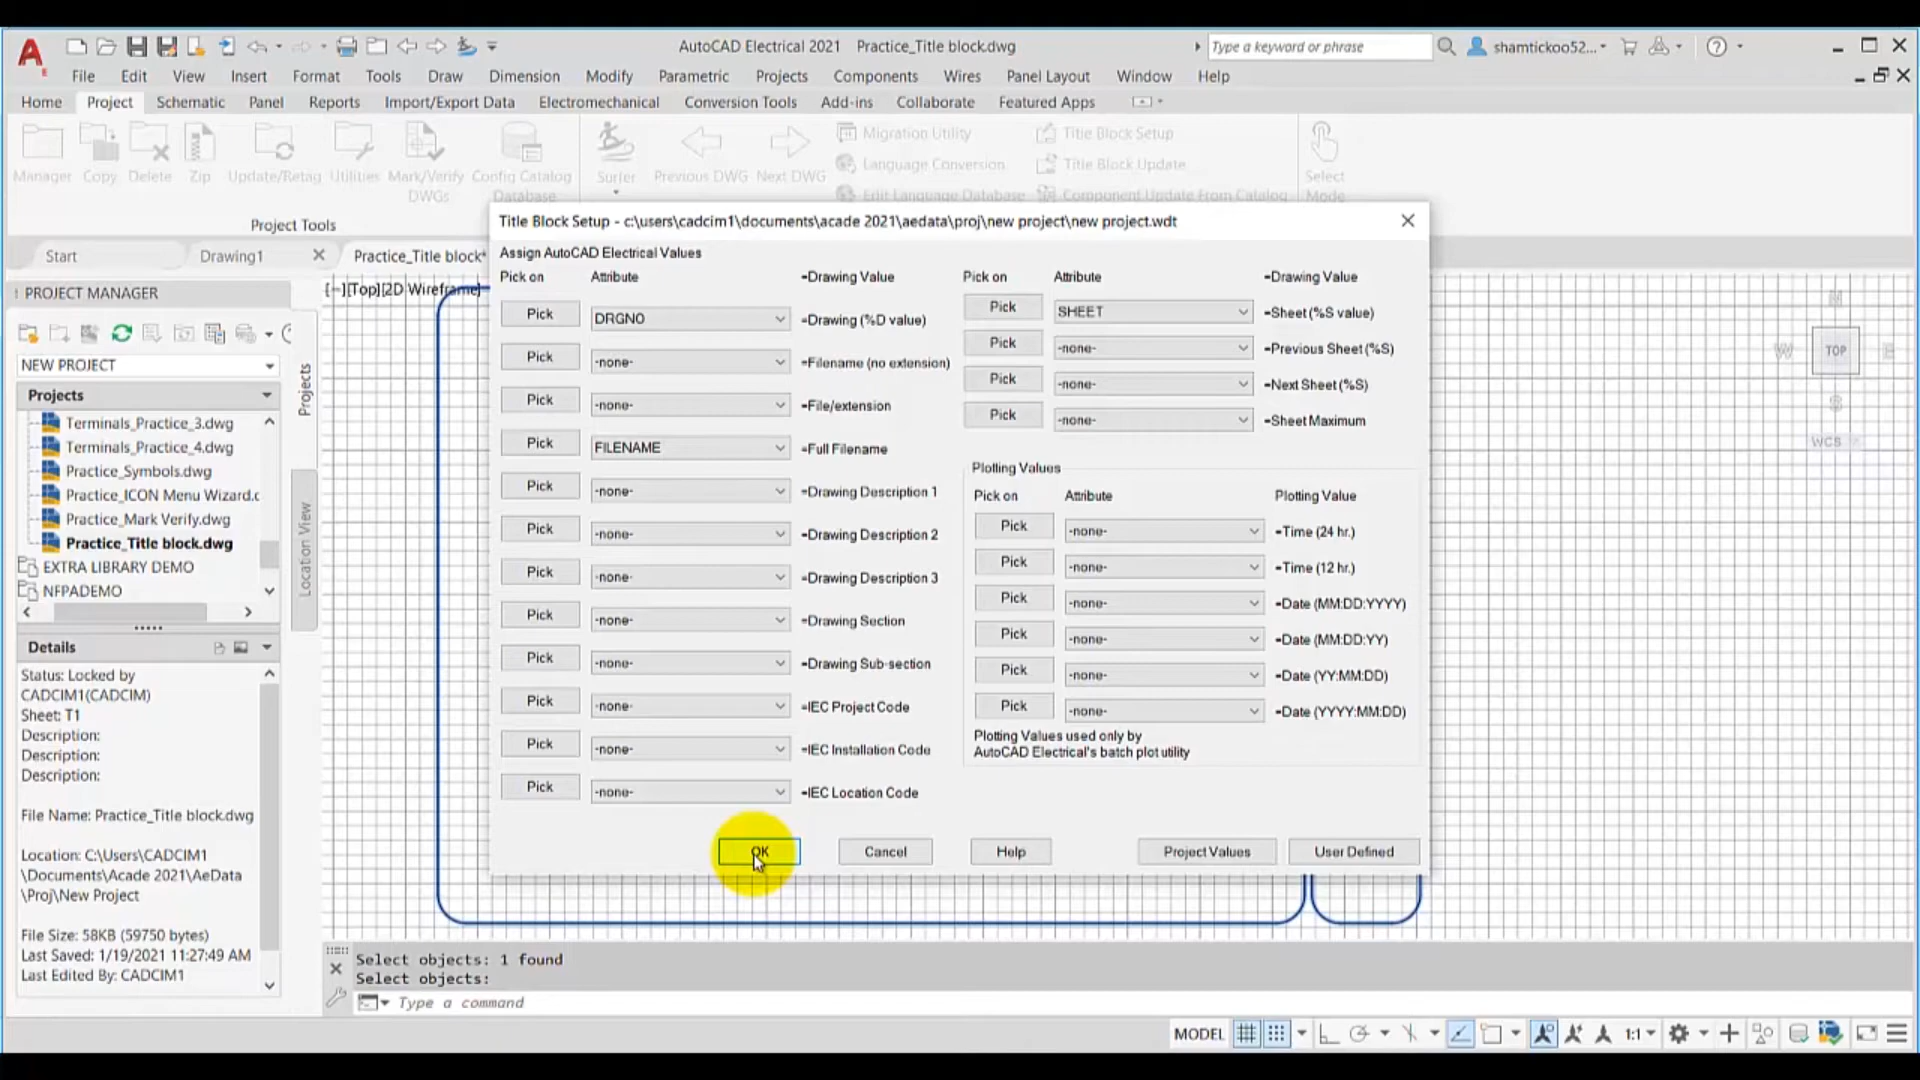 AutoCAD Electrical 2021 Practice_Title block.dwg
Type a keyword or phrase
shamtickoo52...
File Edit View Insert Format Tools Draw Dimension Modify Parametric Projects Components Wires Panel Layout Window Help
Home Project Schematic Panel Reports Import/Export Data Electromechanical Conversion Tools Add-ins Collaborate Featured Apps
Manager Copy Delete Zip Update/Retag Utilities Mark/Verify DWGs Config Catalog Database
Surfer Previous DWG Next DWG
Migration Utility
Language Conversion
Edit Language Database
Title Block Setup
Title Block Update
Component Update From Catalog
Select Mode
Project Tools
Start Drawing1 Practice_Title block*
[−][Top][2D Wireframe]
PROJECT MANAGER
NEW PROJECT
Projects
Terminals_Practice_3.dwg
Terminals_Practice_4.dwg
Practice_Symbols.dwg
Practice_ICON Menu Wizard.c
Practice_Mark Verify.dwg
Practice_Title block.dwg
EXTRA LIBRARY DEMO
NFPADEMO
Projects
Location View
Details
Status: Locked by
CADCIM1(CADCIM)
Sheet: T1
Description:
Description:
Description:
File Name: Practice_Title block.dwg
Location: C:\Users\CADCIM1
\Documents\Acade 2021\AeData
\Proj\New Project
File Size: 58KB (59750 bytes)
Last Saved: 1/19/2021 11:27:49 AM
Last Edited By: CADCIM1
Title Block Setup - c:\users\cadcim1\documents\acade 2021\aedata\proj\new project\new project.wdt
Assign AutoCAD Electrical Values
Pick on Attribute =Drawing Value
Pick DRGNO =Drawing (%D value)
Pick -none- =Filename (no extension)
Pick -none- =File/extension
Pick FILENAME =Full Filename
Pick -none- =Drawing Description 1
Pick -none- =Drawing Description 2
Pick -none- =Drawing Description 3
Pick -none- =Drawing Section
Pick -none- =Drawing Sub-section
Pick -none- =IEC Project Code
Pick -none- =IEC Installation Code
Pick -none- =IEC Location Code
Pick on Attribute =Drawing Value
Pick SHEET =Sheet (%S value)
Pick -none- =Previous Sheet (%S)
Pick -none- =Next Sheet (%S)
Pick -none- =Sheet Maximum
Plotting Values
Pick on Attribute Plotting Value
Pick -none- =Time (24 hr.)
Pick -none- =Time (12 hr.)
Pick -none- =Date (MM:DD:YYYY)
Pick -none- =Date (MM:DD:YY)
Pick -none- =Date (YY:MM:DD)
Pick -none- =Date (YYYY:MM:DD)
Plotting Values used only by
AutoCAD Electrical's batch plot utility
OK Cancel Help Project Values User Defined
N
W TOP E
S
WCS
Select objects: 1 found
Select objects:
Type a command
MODEL 1:1